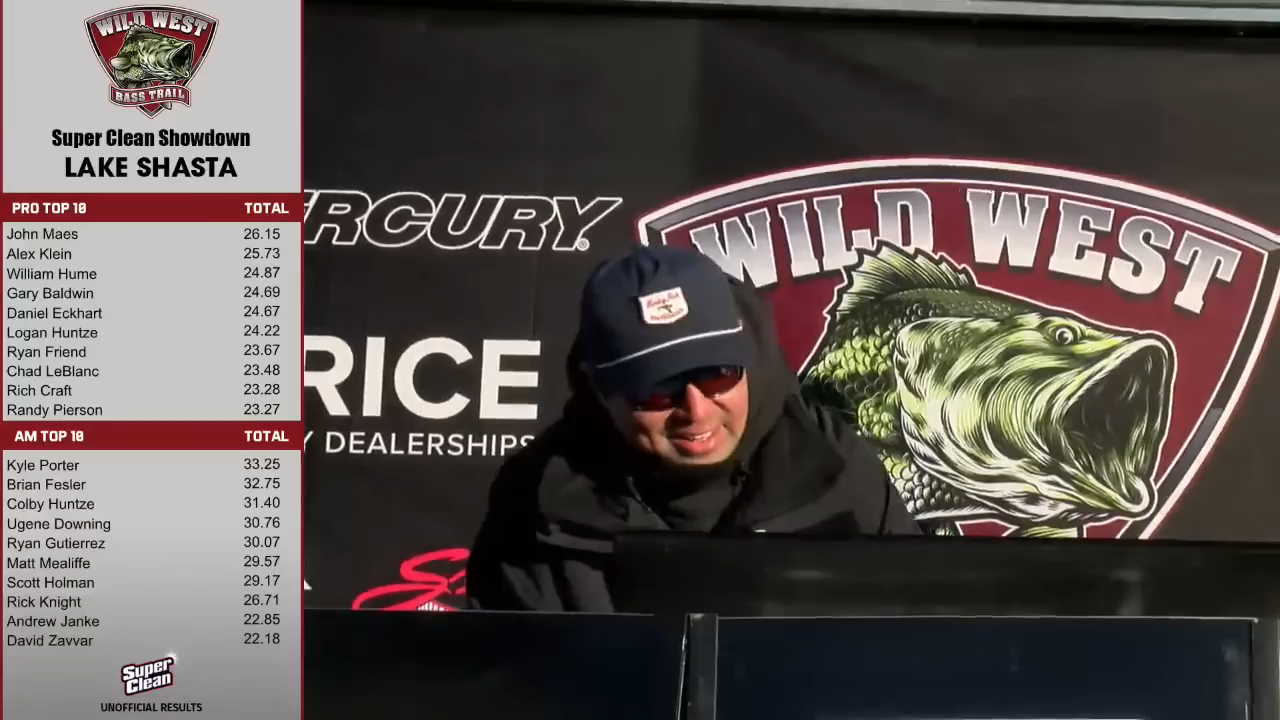 WILD WEST
BASS TRAIL
Super Clean Showdown
LAKE SHASTA
PRO TOP 10 TOTAL
John Maes 26.15
Alex Klein 25.73
William Hume 24.87
Gary Baldwin 24.69
Daniel Eckhart 24.67
Logan Huntze 24.22
Ryan Friend 23.67
Chad LeBlanc 23.48
Rich Craft 23.28
Randy Pierson 23.27
AM TOP 10 TOTAL
Kyle Porter 33.25
Brian Fesler 32.75
Colby Huntze 31.40
Ugene Downing 30.76
Ryan Gutierrez 30.07
Matt Mealiffe 29.57
Scott Holman 29.17
Rick Knight 26.71
Andrew Janke 22.85
David Zavvar 22.18
Super
Clean
UNOFFICIAL RESULTS
ERCURY
RICE
Y DEALERSHIPS
WILD WEST